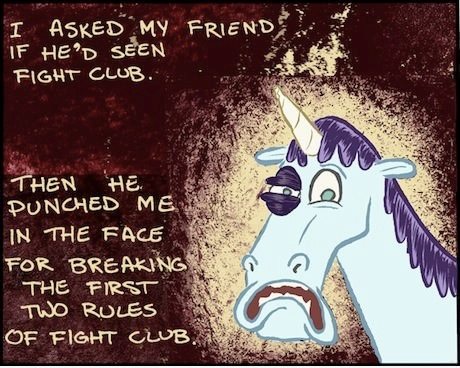 I ASKED MY FRIEND
IF HE'D SEEN
FIGHT CLUB.
THEN HE
PUNCHED ME
IN THE FACE
FOR BREAKING
THE FIRST
TWO RULES
OF FIGHT CLUB.